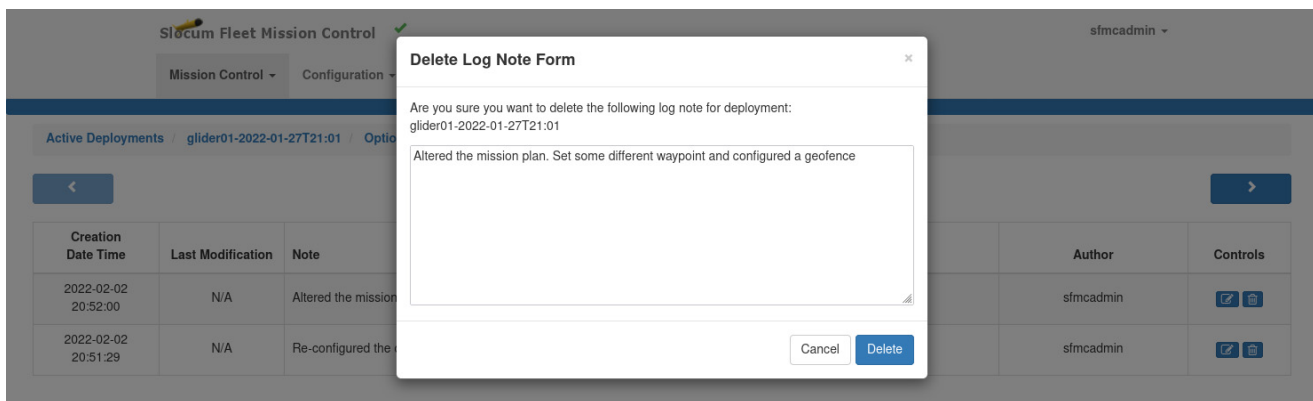 Slocum Fleet Mission Control
sfmcadmin
Mission Control
Configuration
Delete Log Note Form
×
Are you sure you want to delete the following log note for deployment:
glider01-2022-01-27T21:01
Altered the mission plan. Set some different waypoint and configured a geofence
Cancel
Delete
Active Deployments / glider01-2022-01-27T21:01 / Optio
Creation
Date Time
Last Modification
Note
Author
Controls
2022-02-02
20:52:00
N/A
Altered the mission
sfmcadmin
2022-02-02
20:51:29
N/A
Re-configured the
sfmcadmin